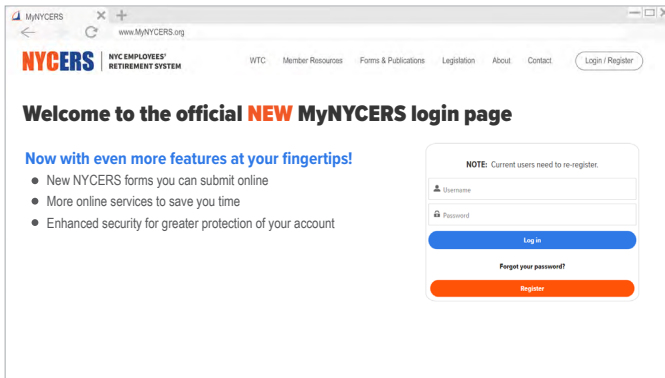 MyNYCERS
www.MyNYCERS.org
NYCERS NYC EMPLOYEES' RETIREMENT SYSTEM
WTC Member Resources Forms & Publications Legislation About Contact Login / Register
Welcome to the official NEW MyNYCERS login page
Now with even more features at your fingertips!
New NYCERS forms you can submit online
More online services to save you time
Enhanced security for greater protection of your account
NOTE: Current users need to re-register.
Username
Password
Log in
Forgot your password?
Register